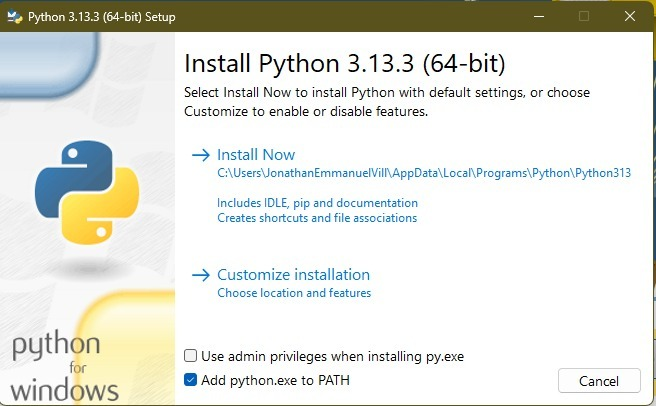 Python 3.13.3 (64-bit) Setup
Install Python 3.13.3 (64-bit)
Select Install Now to install Python with default settings, or choose
Customize to enable or disable features.
Install Now
C:\Users\JonathanEmmanuelVill\AppData\Local\Programs\Python\Python313
Includes IDLE, pip and documentation
Creates shortcuts and file associations
Customize installation
Choose location and features
python
for
windows
Use admin privileges when installing py.exe
Add python.exe to PATH
Cancel